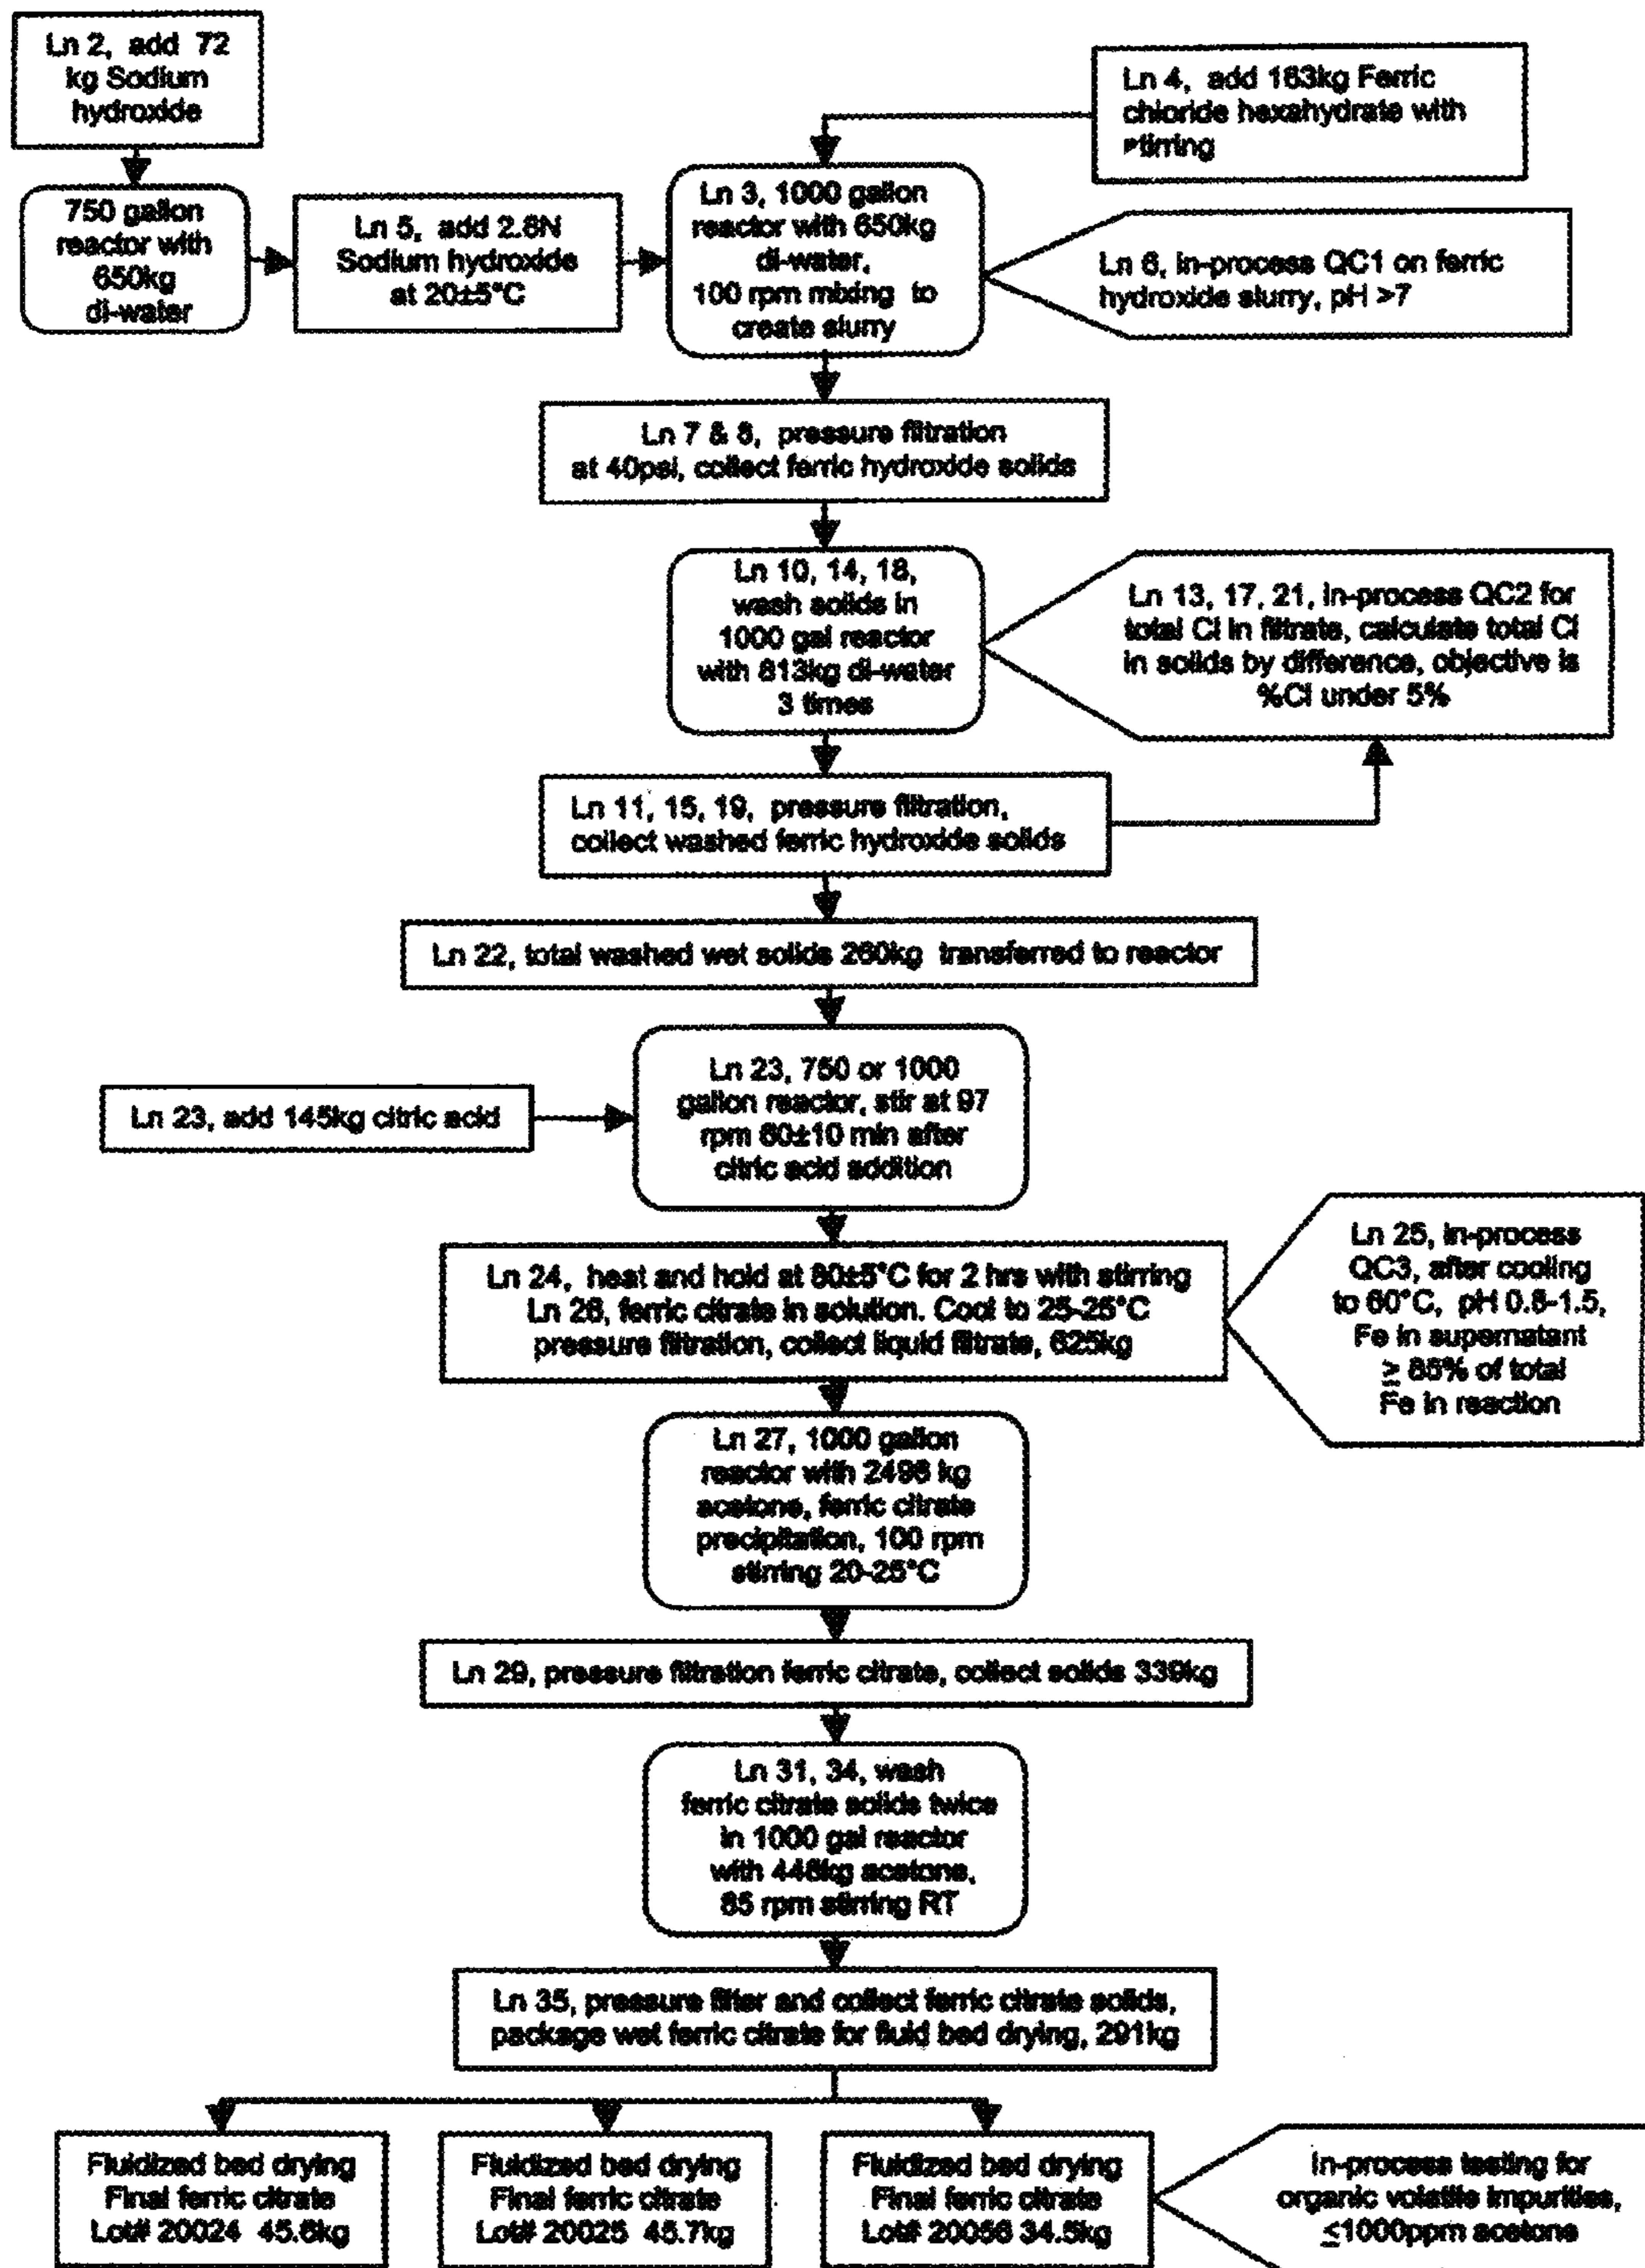 Ln 2, add 72
kg Sodium
hydroxide
Ln 4, add 163kg Ferric
chloride hexahydrate with
stirring
750 gallon
reactor with
650kg
di-water
Ln 5, add 2.8N
Sodium hydroxide
at 20±5°C
Ln 3, 1000 gallon
reactor with 650kg
di-water,
100 rpm mixing to
create slurry
Ln 6, in-process QC1 on ferric
hydroxide slurry, pH >7
Ln 7 & 8, pressure filtration
at 40psi, collect ferric hydroxide solids
Ln 10, 14, 18,
wash solids in
1000 gal reactor
with 813kg di-water
3 times
Ln 13, 17, 21, in-process QC2 for
total Cl in filtrate, calculate total Cl
in solids by difference, objective is
%Cl under 5%
Ln 11, 15, 19, pressure filtration,
collect washed ferric hydroxide solids
Ln 22, total washed wet solids 260kg transferred to reactor
Ln 23, add 145kg citric acid
Ln 23, 750 or 1000
gallon reactor, stir at 97
rpm 60±10 min after
citric acid addition
Ln 24, heat and hold at 80±5°C for 2 hrs with stirring
Ln 26, ferric citrate in solution. Cool to 25-25°C
pressure filtration, collect liquid filtrate, 625kg
Ln 25, in-process
QC3, after cooling
to 60°C, pH 0.8-1.5,
Fe in supernatant
≥ 85% of total
Fe in reaction
Ln 27, 1000 gallon
reactor with kg
acetone, ferric citrate
precipitation, 100 rpm
stirring 20-25°C
Ln 29, pressure filtration ferric citrate, collect solids 339kg
Ln 31, 34, wash
ferric citrate solids twice
in 1000 gal reactor
with acetone,
85 rpm stirring RT
Ln 35, pressure filter and collect ferric citrate solids,
package wet ferric citrate for fluid bed drying, 291kg
Fluidized bed drying
Final ferric citrate
Lot# 20024
Fluidized bed drying
Final ferric citrate
Lot# 20025 45.7kg
Fluidized bed drying
Final ferric citrate
Lot# 34.5kg
In-process testing for
organic volatile impurities,
≤1000ppm acetone